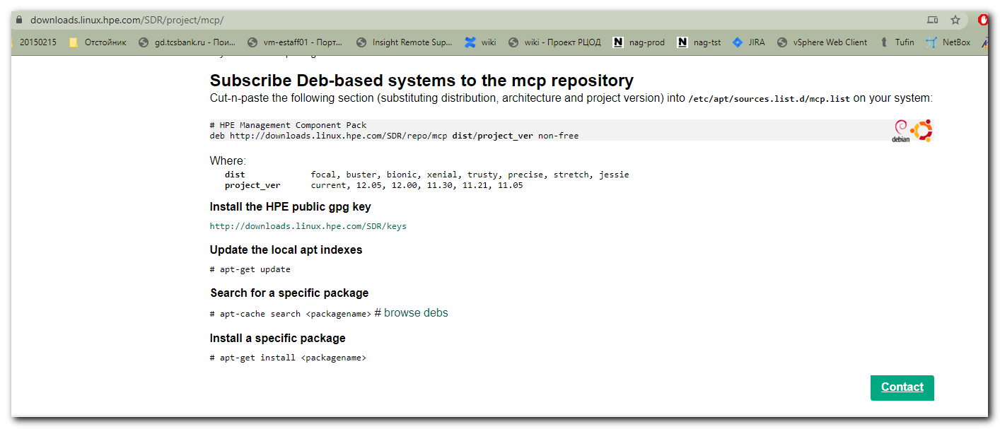 downloads.linux.hpe.com/SDR/project/mcp/
20150215 Отстойник gd.tcsbank.ru - Пои... vm-estaff01 - Порт... Insight Remote Sup... wiki wiki - Проект РЦОД N nag-prod N nag-tst JIRA vSphere Web Client t Tufin NetBox
Subscribe Deb-based systems to the mcp repository
Cut-n-paste the following section (substituting distribution, architecture and project version) into /etc/apt/sources.list.d/mcp.list on your system:
# HPE Management Component Pack
deb http://downloads.linux.hpe.com/SDR/repo/mcp dist/project_ver non-free
debian
Where:
dist focal, buster, bionic, xenial, trusty, precise, stretch, jessie
project_ver current, 12.05, 12.00, 11.30, 11.21, 11.05
Install the HPE public gpg key
http://downloads.linux.hpe.com/SDR/keys
Update the local apt indexes
# apt-get update
Search for a specific package
# apt-cache search <packagename> # browse debs
Install a specific package
# apt-get install <packagename>
Contact